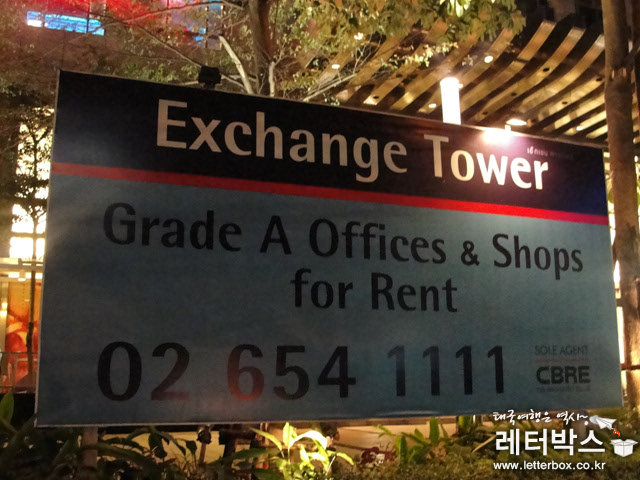 Exchange Tower
Grade A Offices & Shops
for Rent
02 654 1111
SOLE AGENT
CBRE
태국여행은 역시~
레터박스
www.letterbox.co.kr